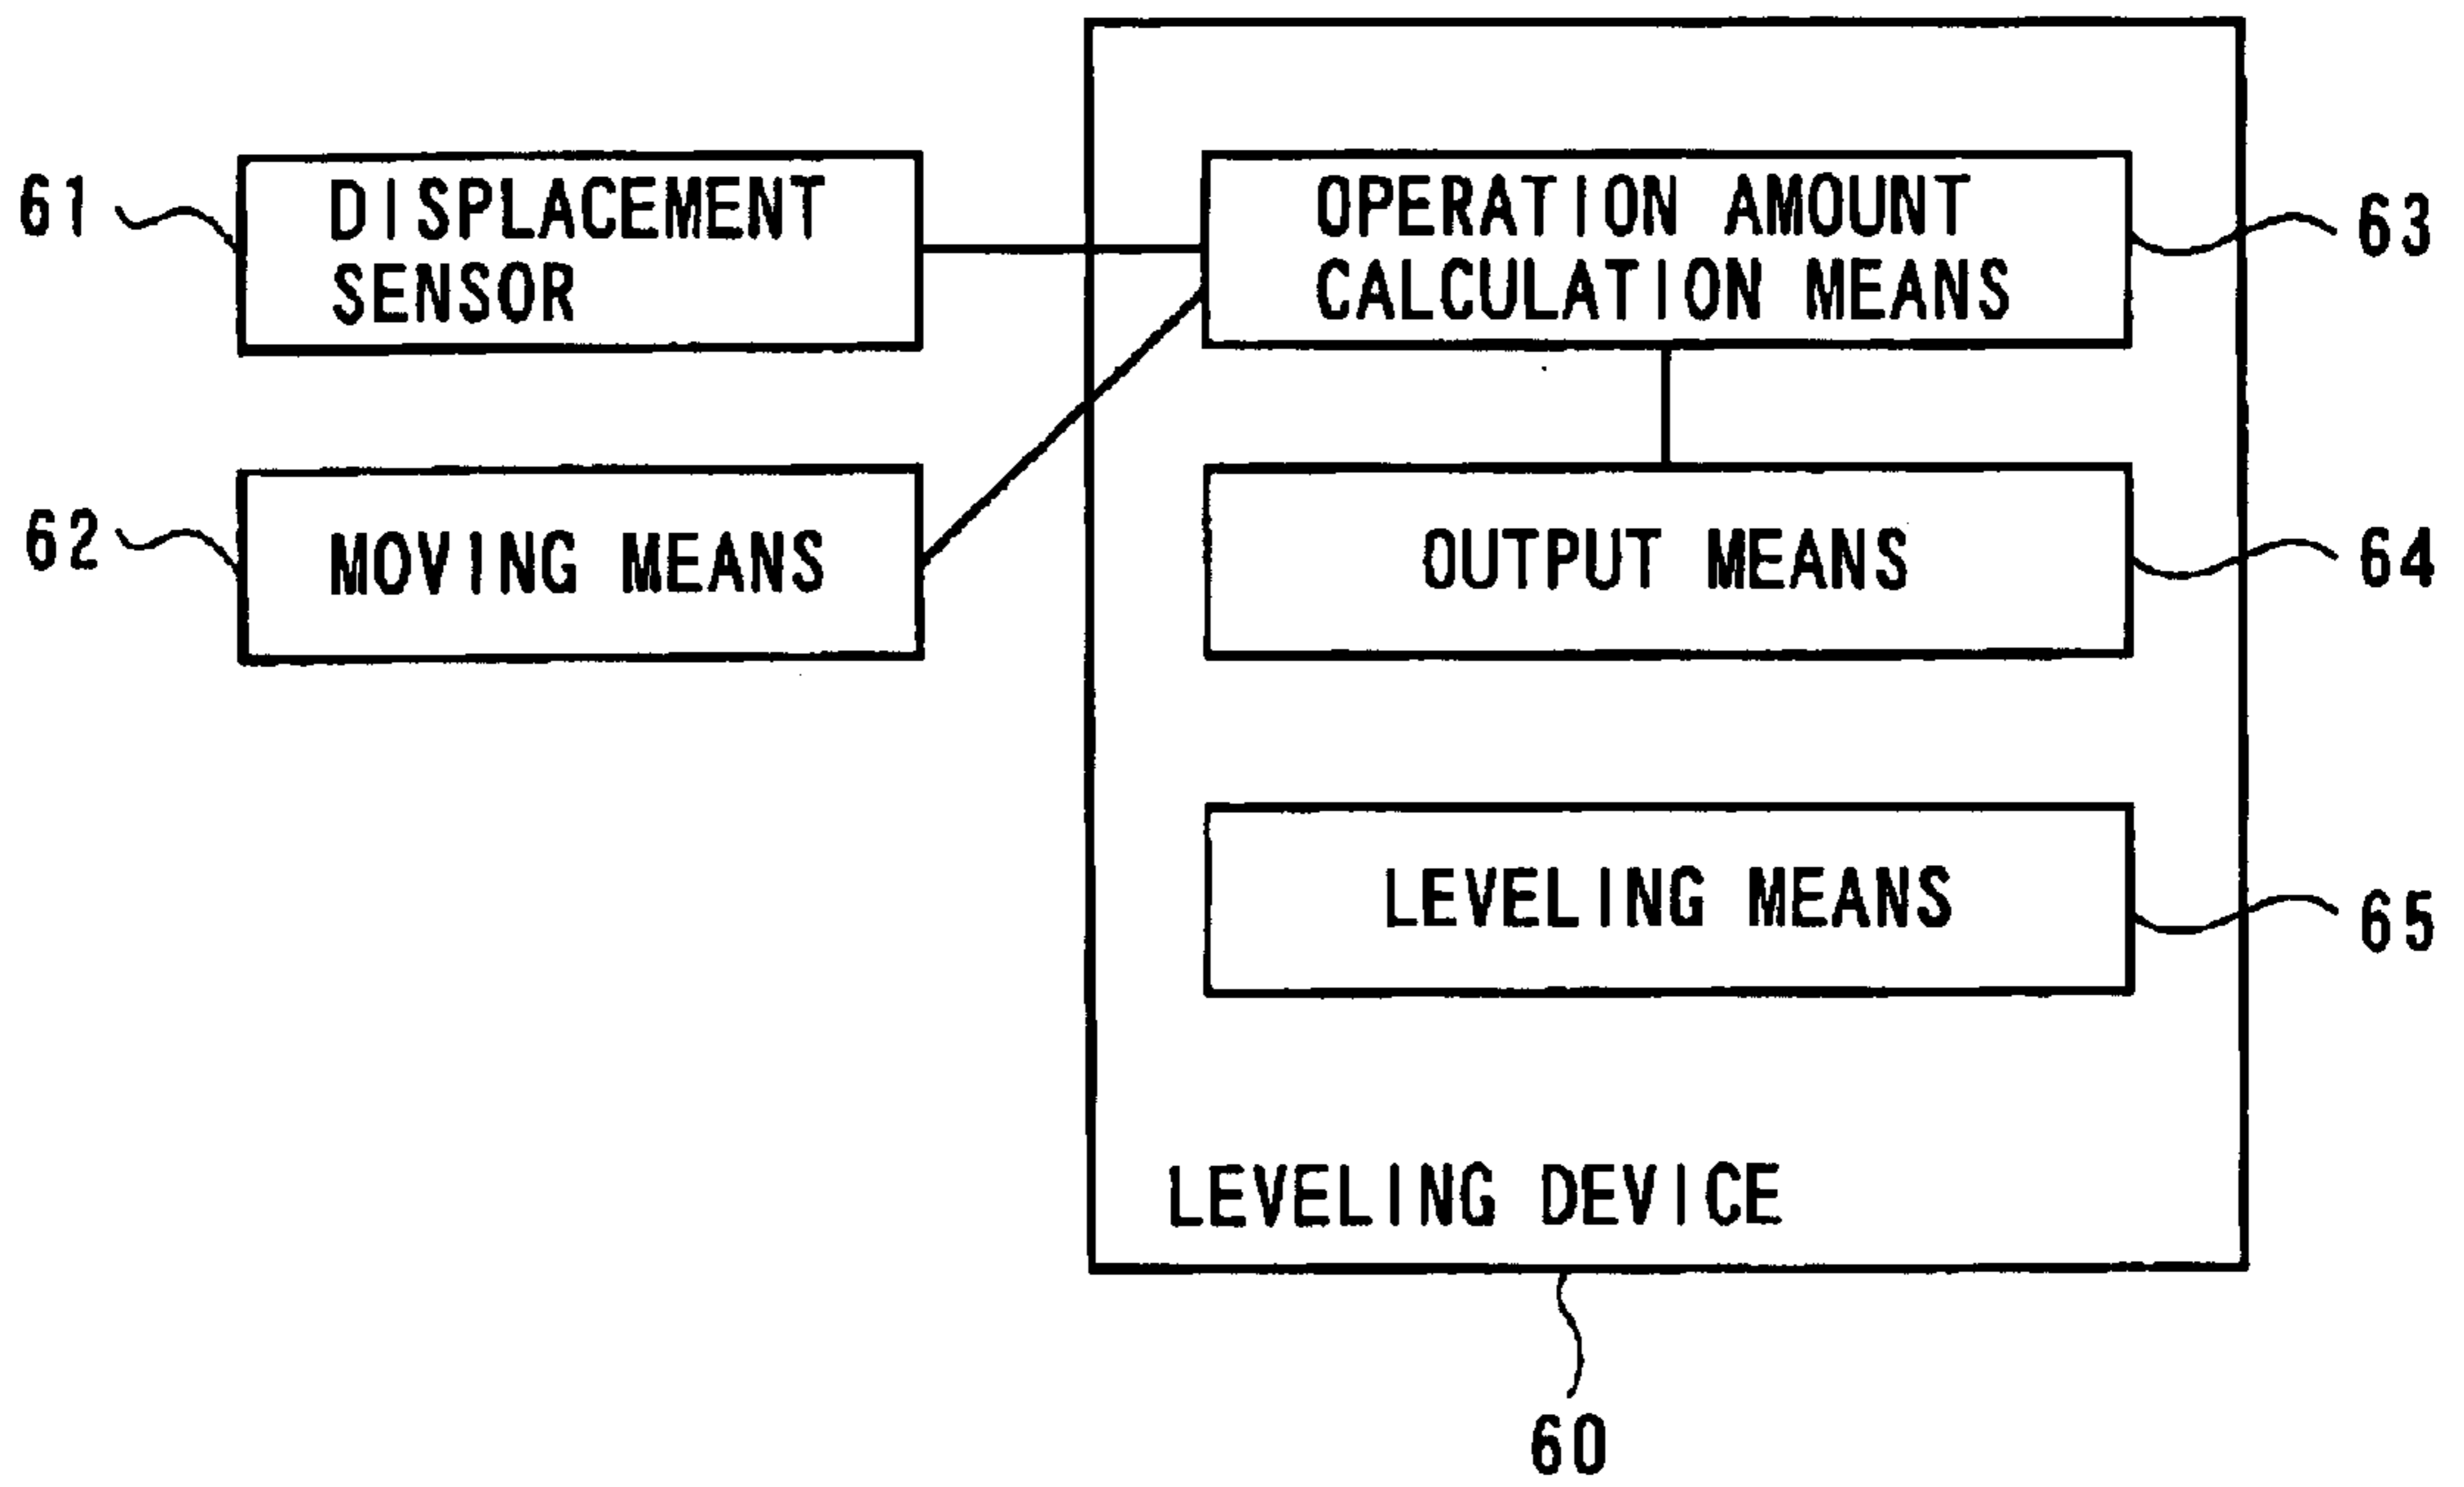 61
DISPLACEMENT
SENSOR
OPERATION AMOUNT
CALCULATION MEANS
63
62
MOVING MEANS
OUTPUT MEANS
64
LEVELING MEANS
65
LEVELING DEVICE
60